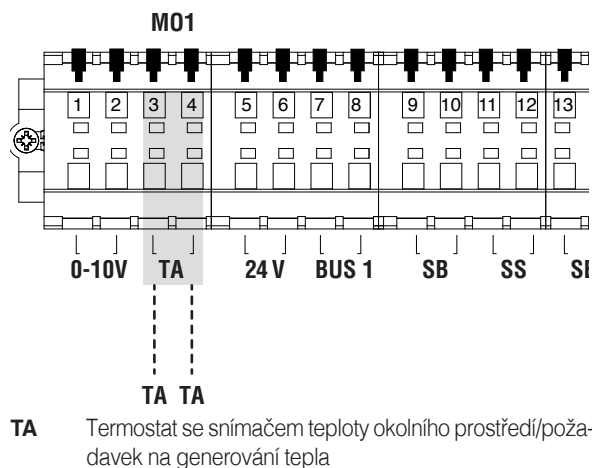 M01
1 2 3 4 5 6 7 8 9 10 11 12 13
0-10V TA 24 V BUS 1 SB SS SE
TA TA
TA Termostat se snímačem teploty okolního prostředí/poža-
davek na generování tepla